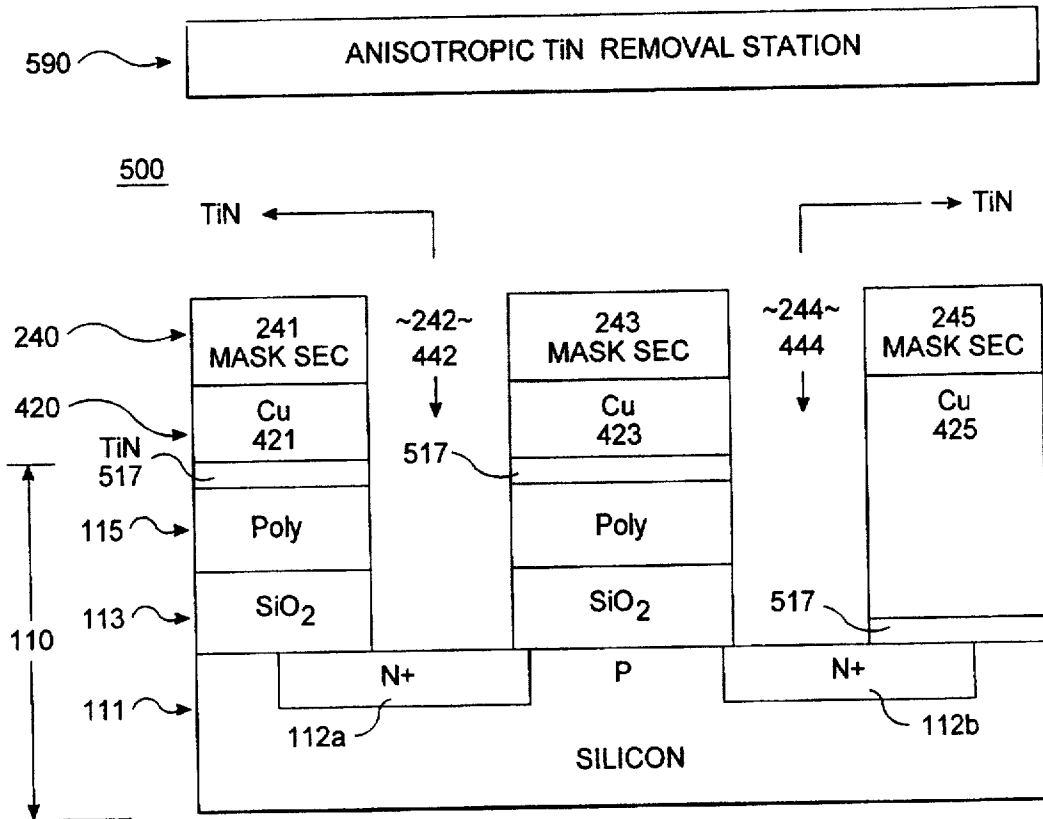 590
ANISOTROPIC TiN REMOVAL STATION
500
TiN
TiN
240
241
MASK SEC
~242~
442
243
MASK SEC
~244~
444
245
MASK SEC
420
Cu
421
Cu
423
Cu
425
TiN
517
517
115
Poly
Poly
113
SiO2
SiO2
517
110
111
N+
P
N+
112a
112b
SILICON